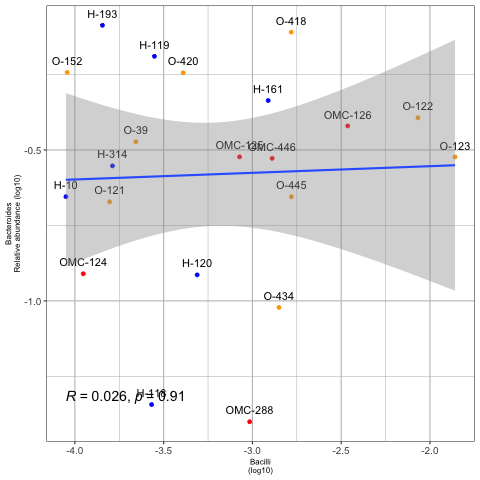 H-193
O-418
H-119
O-152
O-420
H-161
O-122
OMC-126
O-39
O-123
OMC-446
-0.5
H-314
H-10
O-121
O-445
OMC-124
H-120
O-434
-1.0
R = 0.026, p = 0.91
OMC-288
-4.0 -3.5 -3.0 -2.5 -2.0
Bacilli
(log10)
Bacteroides
Relative abundance (log10)